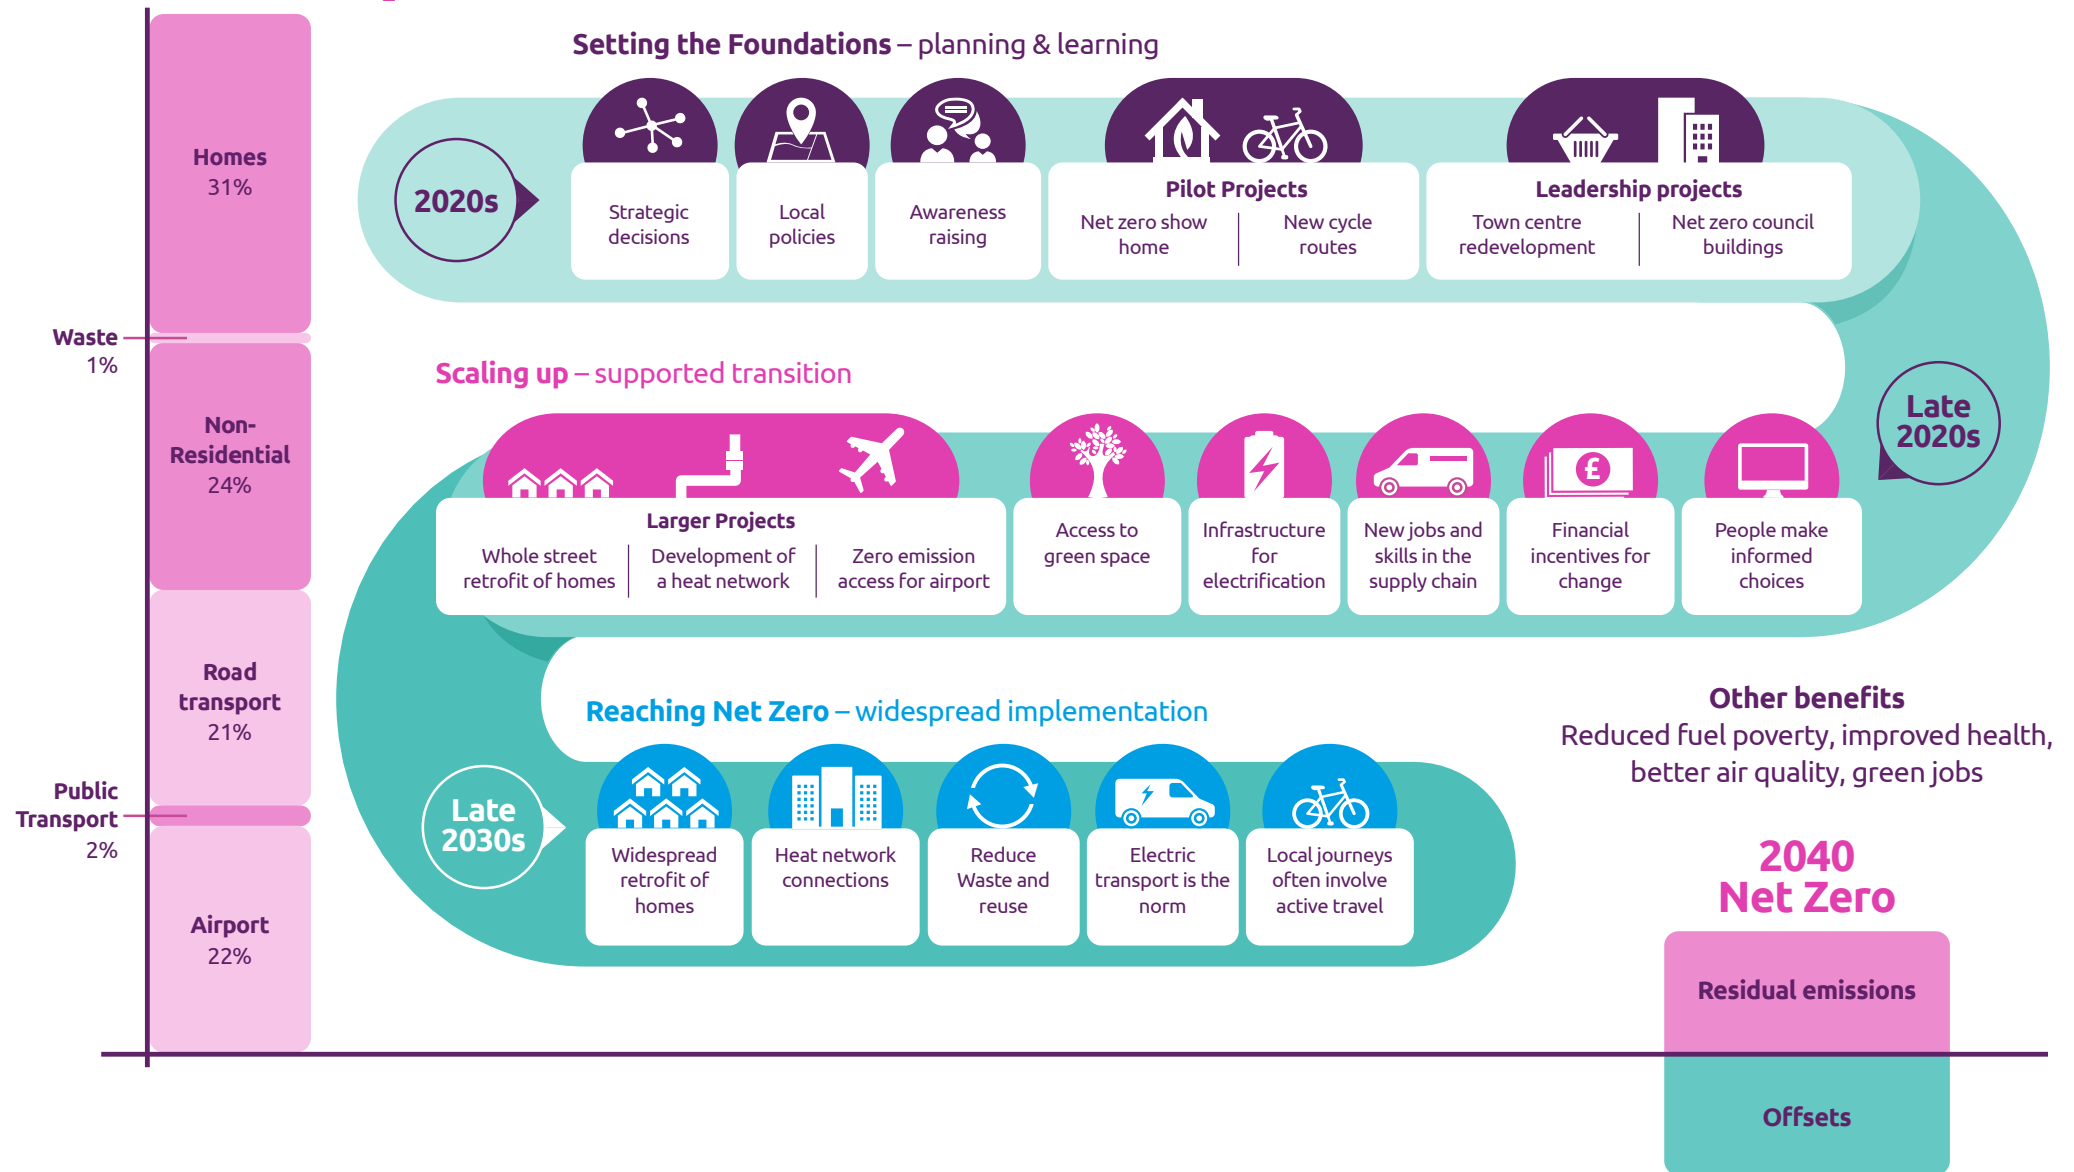 Homes
31%
Waste
1%
Non-
Residential
24%
Road
transport
21%
Public
Transport
2%
Airport
22%
Setting the Foundations – planning & learning
2020s
Strategic
decisions
Local
policies
Awareness
raising
Pilot Projects
Net zero show
home
New cycle
routes
Leadership projects
Town centre
redevelopment
Net zero council
buildings
Scaling up – supported transition
Late
2020s
Larger Projects
Whole street
retrofit of homes
Development of
a heat network
Zero emission
access for airport
Access to
green space
Infrastructure
for
electrification
New jobs and
skills in the
supply chain
£
Financial
incentives for
change
People make
informed
choices
Reaching Net Zero – widespread implementation
Late
2030s
Widespread
retrofit of
homes
Heat network
connections
Reduce
Waste and
reuse
Electric
transport is the
norm
Local journeys
often involve
active travel
Other benefits
Reduced fuel poverty, improved health,
better air quality, green jobs
2040
Net Zero
Residual emissions
Offsets